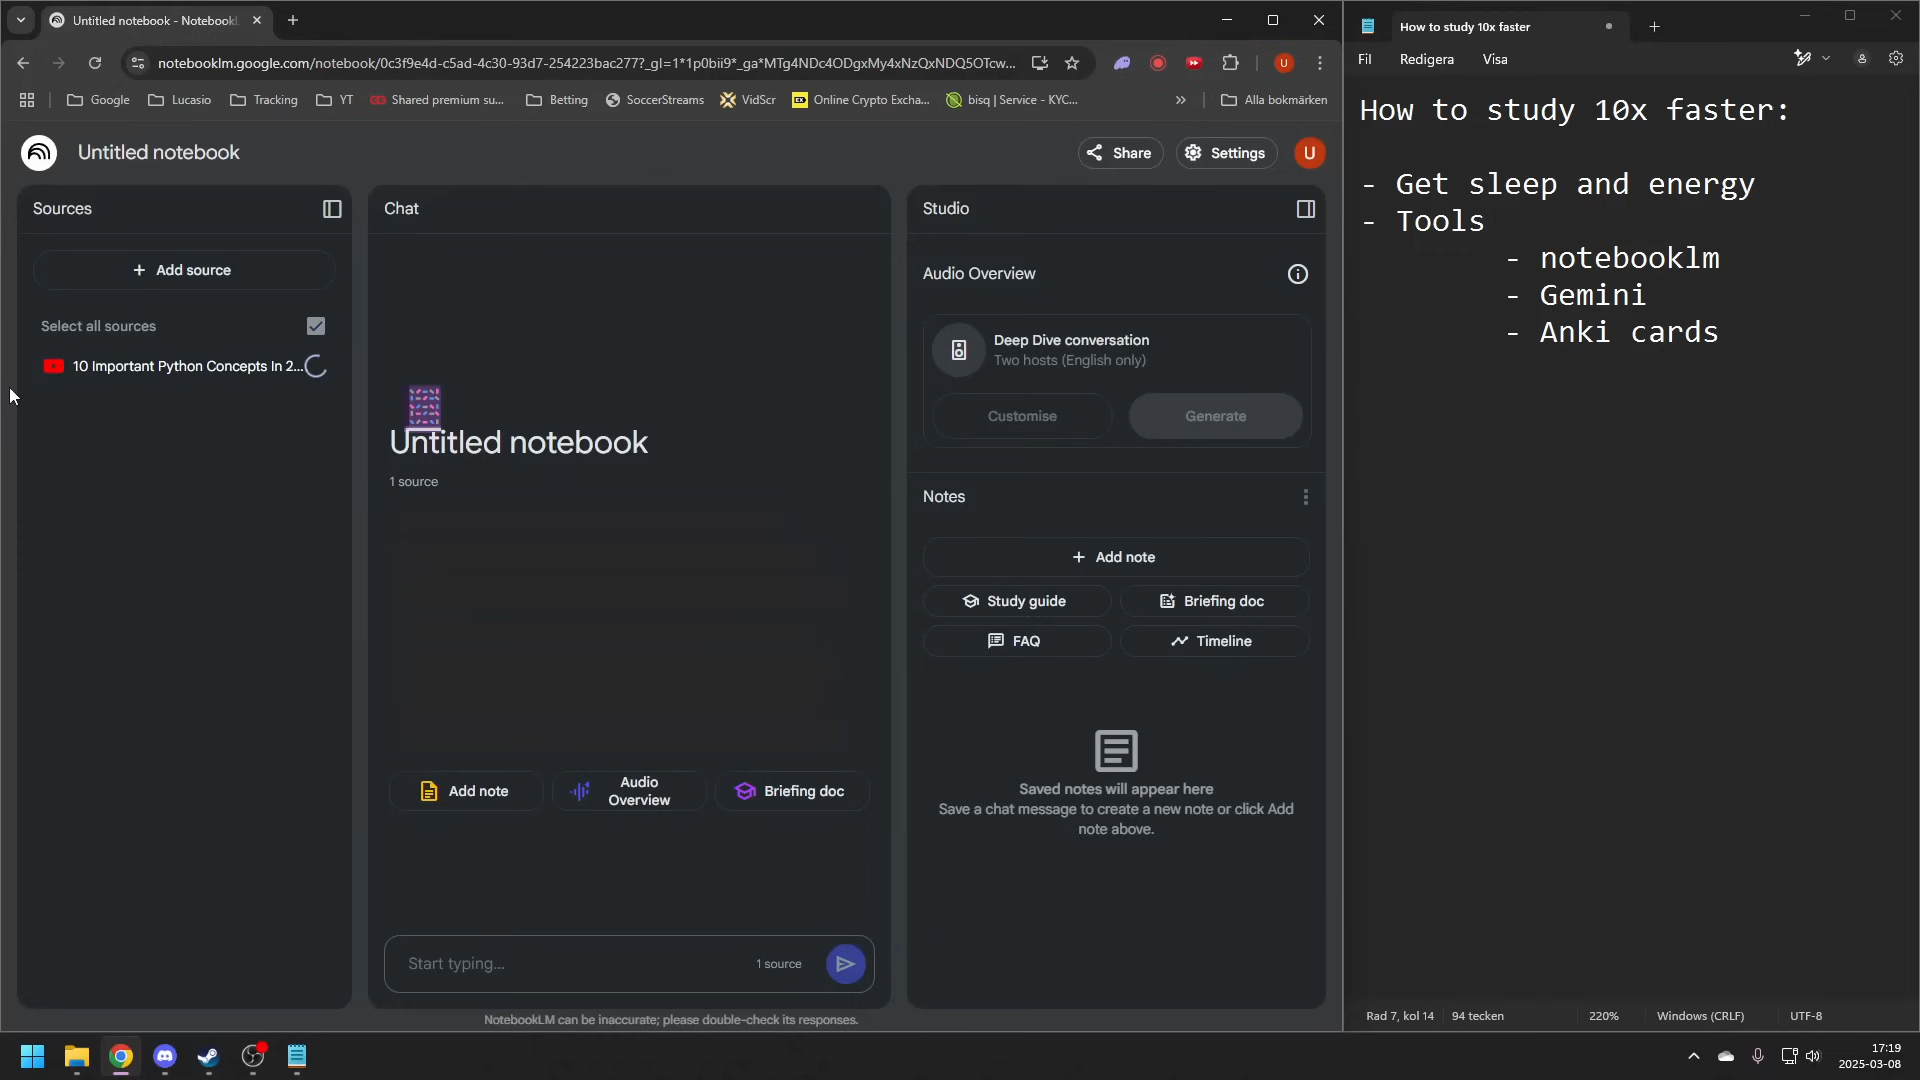 Untitled notebook - Notebookl
How to study 10x faster
Fil
Redigera
Visa
notebooklm.google.com/notebook/0c3f9e4d-c5ad-4c30-93d7-254223bac277?_gl=1*1p0bii9*_ga*MTg4NDc4ODgxMy4xNzQxNDQ5OTcw...
U
Google
Lucasio
Tracking
YT
Shared premium su...
Betting
SoccerStreams
VidScr
Online Crypto Excha...
bisq | Service - KYC...
Alla bokmärken
Untitled notebook
Share
Settings
U
Sources
Add source
Select all sources
10 Important Python Concepts In 2...
Chat
Untitled notebook
1 source
Add note
Audio
Overview
Briefing doc
Start typing...
1 source
NotebookLM can be inaccurate; please double-check its responses.
Studio
Audio Overview
Deep Dive conversation
Two hosts (English only)
Customise
Generate
Notes
Add note
Study guide
Briefing doc
FAQ
Timeline
Saved notes will appear here
Save a chat message to create a new note or click Add
note above.
How to study 10x faster:
- Get sleep and energy
- Tools
- notebooklm
- Gemini
- Anki cards
Rad 7, kol 14
94 tecken
220%
Windows (CRLF)
UTF-8
17:19
2025-03-08